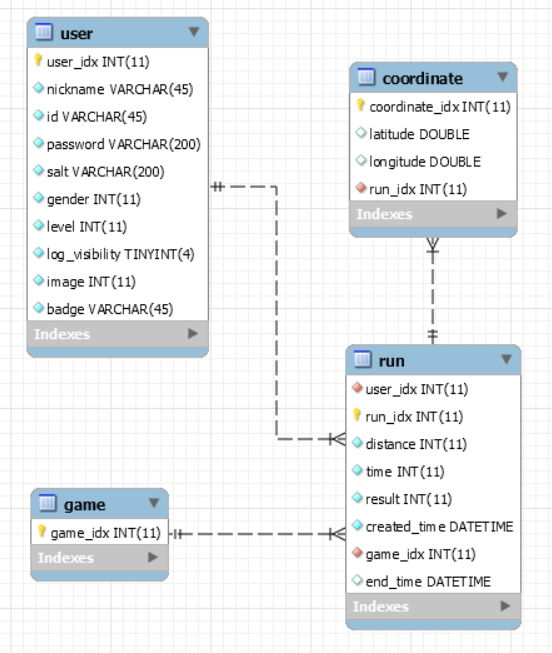 user
user_idx INT(11)
nickname VARCHAR(45)
id VARCHAR(45)
password VARCHAR(200)
salt VARCHAR(200)
gender INT(11)
level INT(11)
log_visibility TINYINT(4)
image INT(11)
badge VARCHAR(45)
Indexes
coordinate
coordinate_idx INT(11)
latitude DOUBLE
longitude DOUBLE
run_idx INT(11)
Indexes
run
user_idx INT(11)
run_idx INT(11)
distance INT(11)
time INT(11)
result INT(11)
created_time DATETIME
game_idx INT(11)
end_time DATETIME
Indexes
game
game_idx INT(11)
Indexes